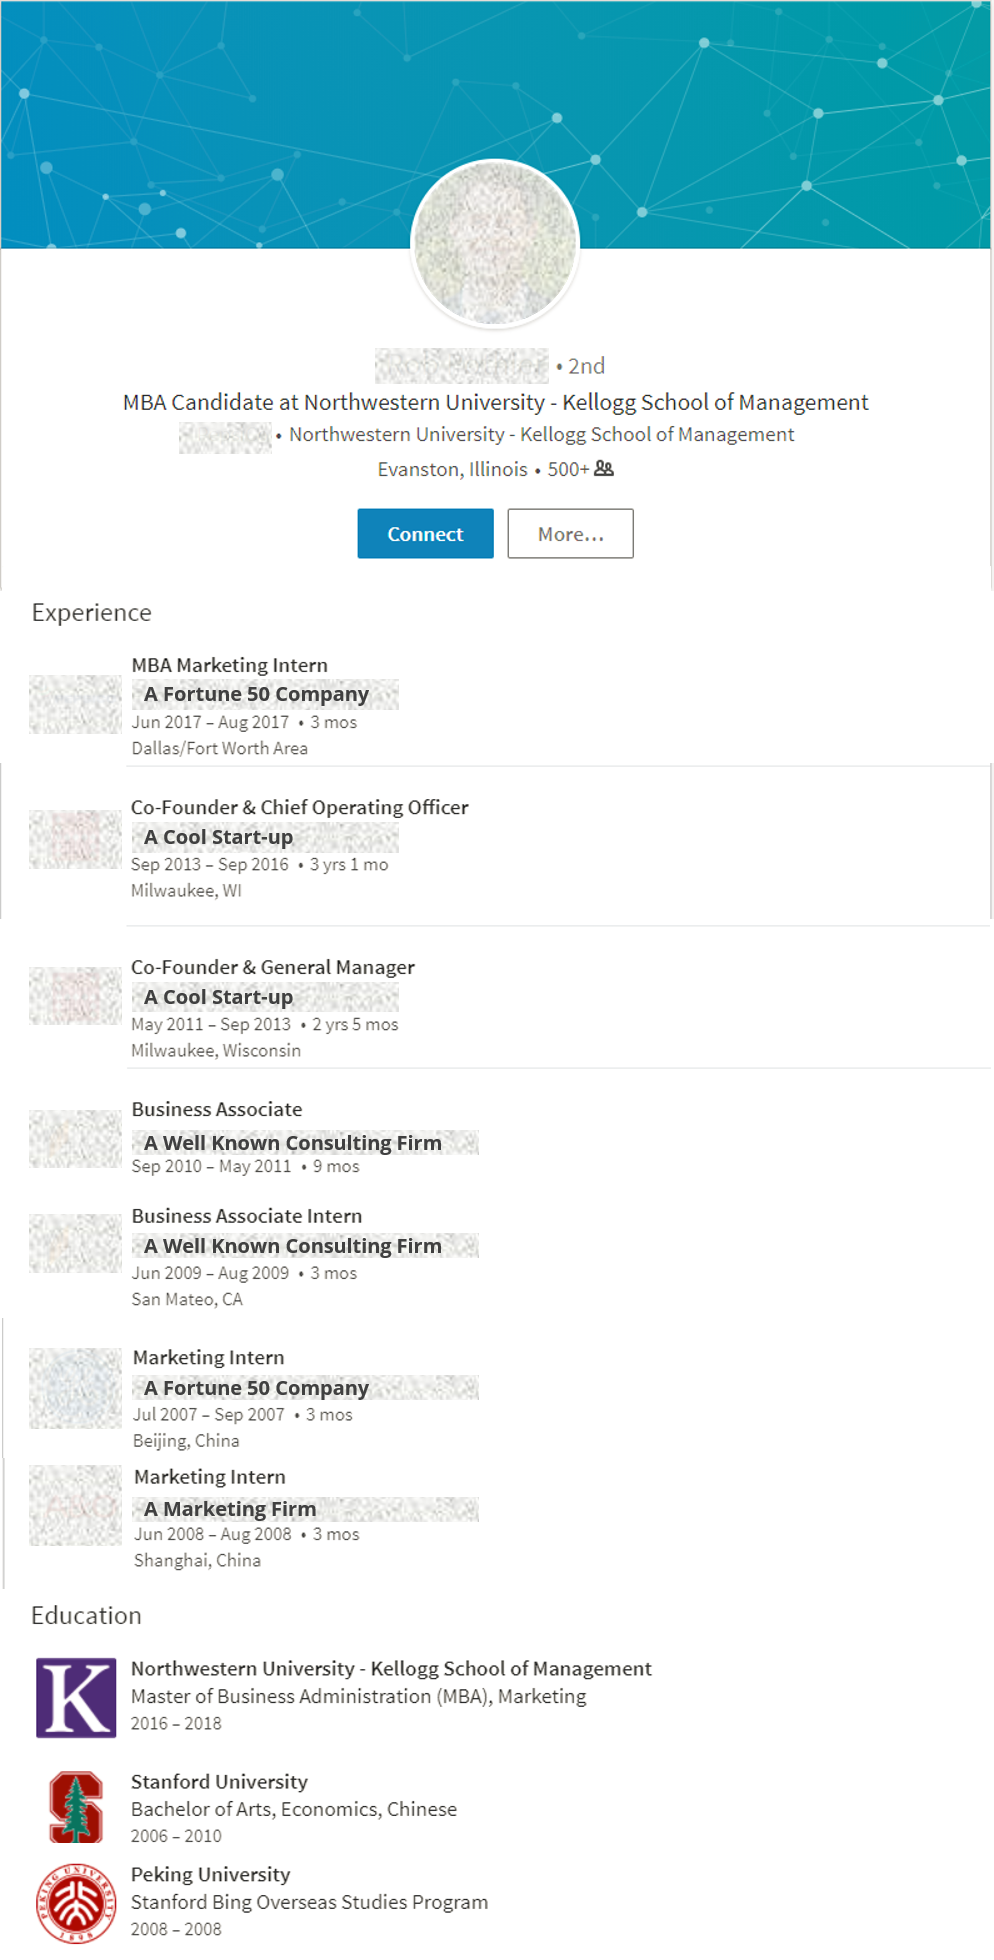 • 2nd
MBA Candidate at Northwestern University - Kellogg School of Management
• Northwestern University - Kellogg School of Management
Evanston, Illinois • 500+
Connect
More...
Experience
MBA Marketing Intern
A Fortune 50 Company
Jun 2017 – Aug 2017 • 3 mos
Dallas/Fort Worth Area
Co-Founder & Chief Operating Officer
A Cool Start-up
Sep 2013 – Sep 2016 • 3 yrs 1 mo
Milwaukee, WI
Co-Founder & General Manager
A Cool Start-up
May 2011 – Sep 2013 • 2 yrs 5 mos
Milwaukee, Wisconsin
Business Associate
A Well Known Consulting Firm
Sep 2010 – May 2011 • 9 mos
Business Associate Intern
A Well Known Consulting Firm
Jun 2009 – Aug 2009 • 3 mos
San Mateo, CA
Marketing Intern
A Fortune 50 Company
Jul 2007 – Sep 2007 • 3 mos
Beijing, China
Marketing Intern
A Marketing Firm
Jun 2008 – Aug 2008 • 3 mos
Shanghai, China
Education
K
Northwestern University - Kellogg School of Management
Master of Business Administration (MBA), Marketing
2016 – 2018
S
Stanford University
Bachelor of Arts, Economics, Chinese
2006 – 2010
PEKING UNIVERSITY
1898
Peking University
Stanford Bing Overseas Studies Program
2008 – 2008